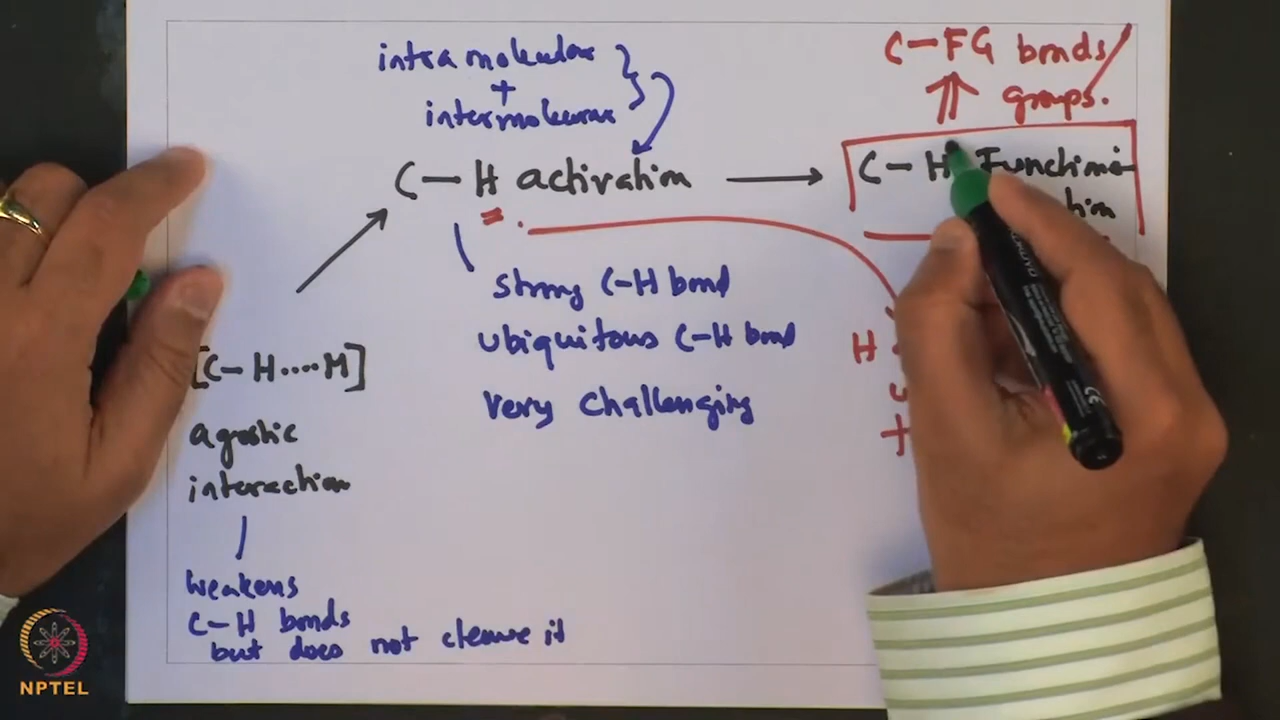 intramolecular
+
intermolecular
C-H activation
C-FG bonds/
groups.
C-H Functionali-
strong C-H bond
ubiquitous C-H bond
very challenging
[C-H....M]
agostic
interaction
weakens
C-H bonds
but does not cleave it
H
+
NPTEL